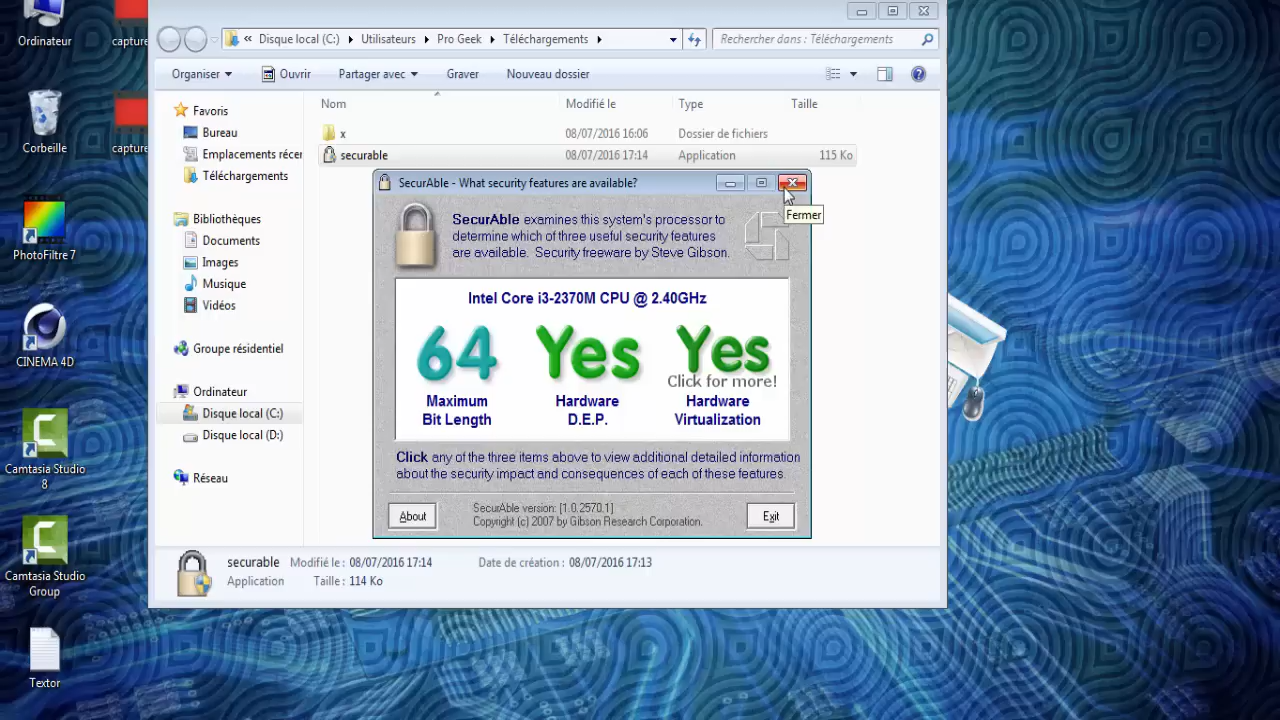 Ordinateur
capture
Corbeille
capture
PhotoFiltre 7
CINEMA 4D
Camtasia Studio
8
Camtasia Studio
Group
Textor
« Disque local (C:) Utilisateurs Pro Geek Téléchargements
Rechercher dans : Téléchargements
Organiser Ouvrir Partager avec Graver Nouveau dossier
Favoris
Bureau
Emplacements récen
Téléchargements
Bibliothèques
Documents
Images
Musique
Vidéos
Groupe résidentiel
Ordinateur
Disque local (C:)
Disque local (D:)
Réseau
Nom Modifié le Type Taille
x 08/07/2016 16:06 Dossier de fichiers
securable 08/07/2016 17:14 Application 115 Ko
SecurAble - What security features are available?
Fermer
SecurAble examines this system's processor to
determine which of three useful security features
are available. Security freeware by Steve Gibson.
Intel Core i3-2370M CPU @ 2.40GHz
64 Yes Yes
Click for more!
Maximum Hardware Hardware
Bit Length D.E.P. Virtualization
Click any of the three items above to view additional detailed information
about the security impact and consequences of each of these features.
About
SecurAble version: [1.0.2570.1]
Copyright (c) 2007 by Gibson Research Corporation.
Exit
securable Modifié le : 08/07/2016 17:14 Date de création : 08/07/2016 17:13
Application Taille : 114 Ko